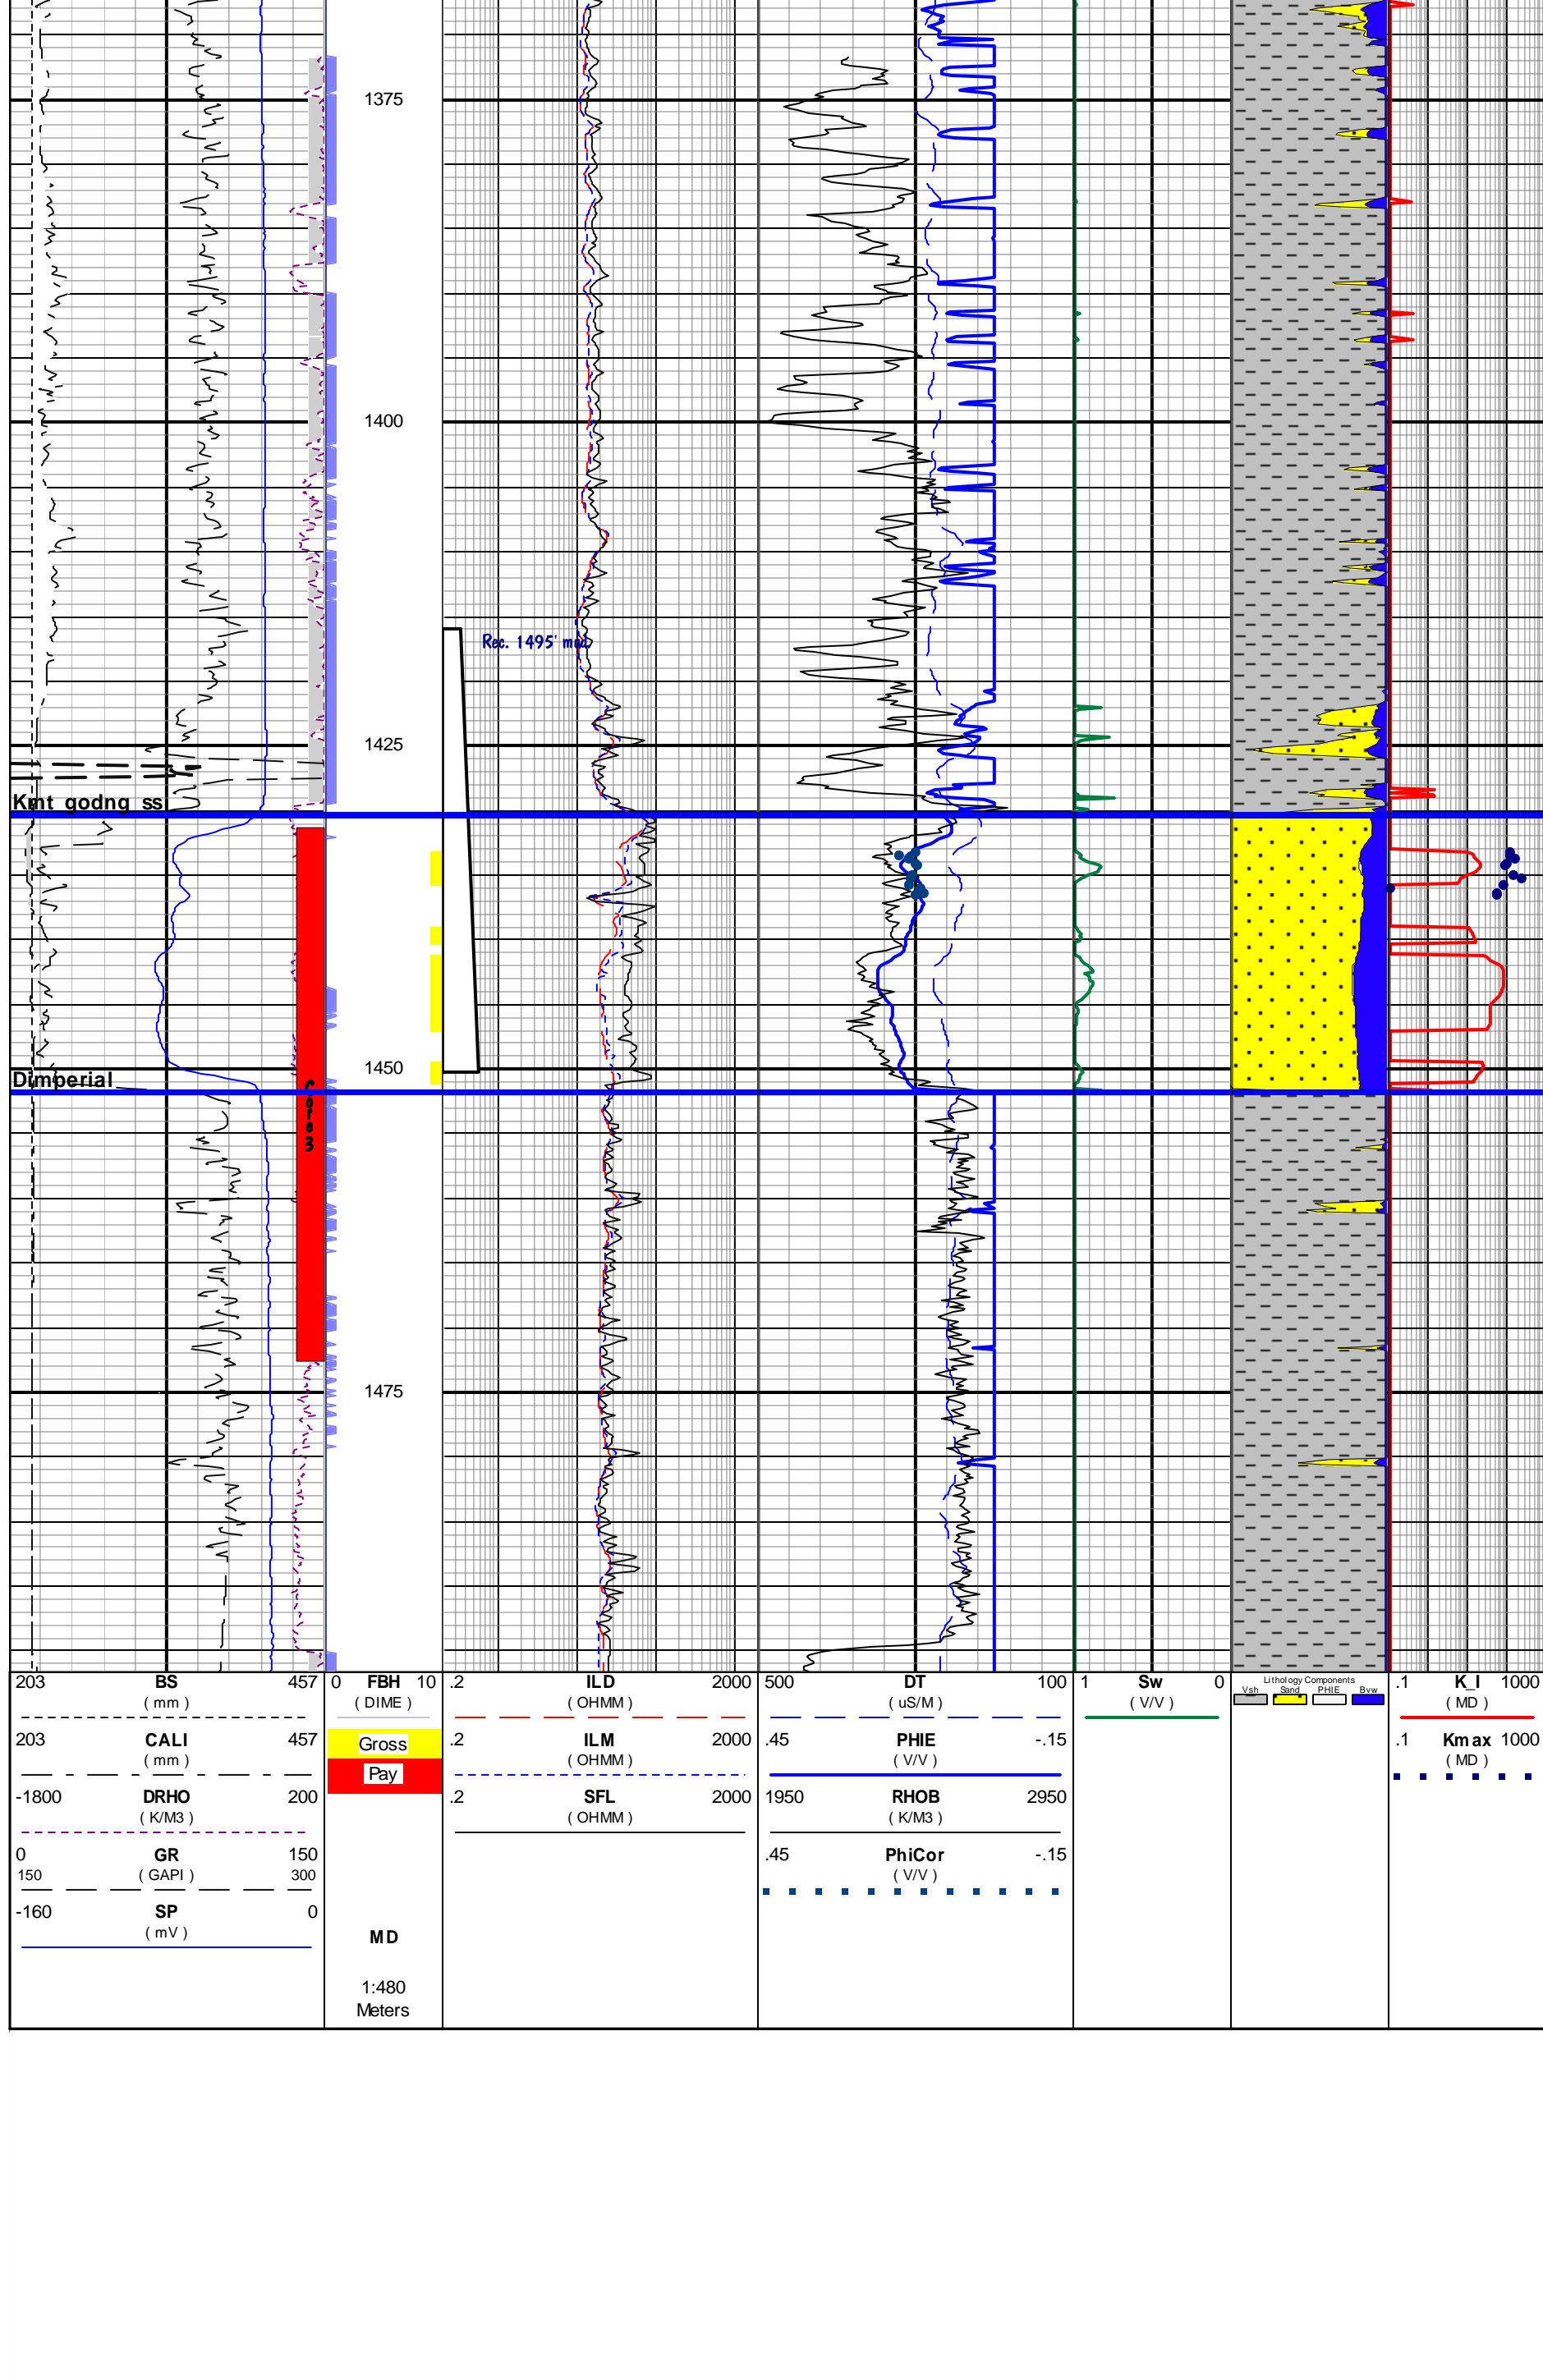 1375
1400
Rec. 1495' mud
1425
Kmt godng ss
1450
Dimperial
Core3
1475
203 BS 457
( mm )
203 CALI 457
( mm )
-1800 DRHO 200
( K/M3 )
0 GR 150
150 ( GAPI ) 300
-160 SP 0
( mV )
0 FBH 10
( DIME )
Gross
Pay
MD
1:480
Meters
.2 ILD 2000
( OHMM )
.2 ILM 2000
( OHMM )
.2 SFL 2000
( OHMM )
500 DT 100
( uS/M )
.45 PHIE -.15
( V/V )
1950 RHOB 2950
( K/M3 )
.45 PhiCor -.15
( V/V )
1 Sw 0
( V/V )
Lithology Components
Vsh Sand PHIE Bvw
.1 K_I 1000
( MD )
.1 Kmax 1000
( MD )